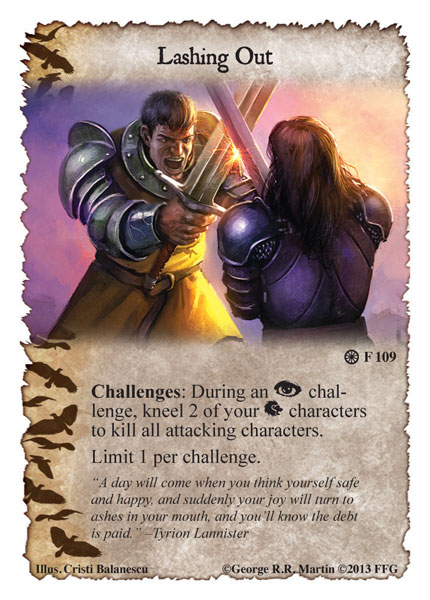 Lashing Out
F 109
Challenges: During an chal-
lenge, kneel 2 of your characters
to kill all attacking characters.
Limit 1 per challenge.
“A day will come when you think yourself safe
and happy, and suddenly your joy will turn to
ashes in your mouth, and you’ll know the debt
is paid.” –Tyrion Lannister
Illus. Cristi Balanescu ©George R.R. Martin ©2013 FFG